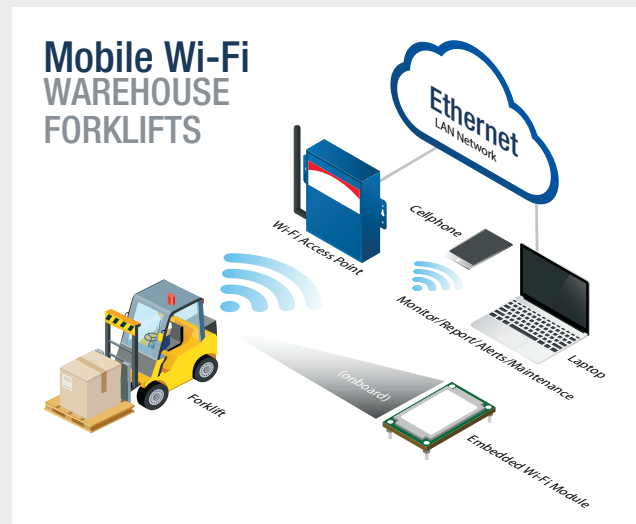 Mobile Wi-Fi
WAREHOUSE
FORKLIFTS
Ethernet
LAN Network
Cellphone
Wi-Fi Access Point
Monitor/Report/Alerts/Maintenance
Laptop
(onboard)
Forklift
Embedded Wi-Fi Module